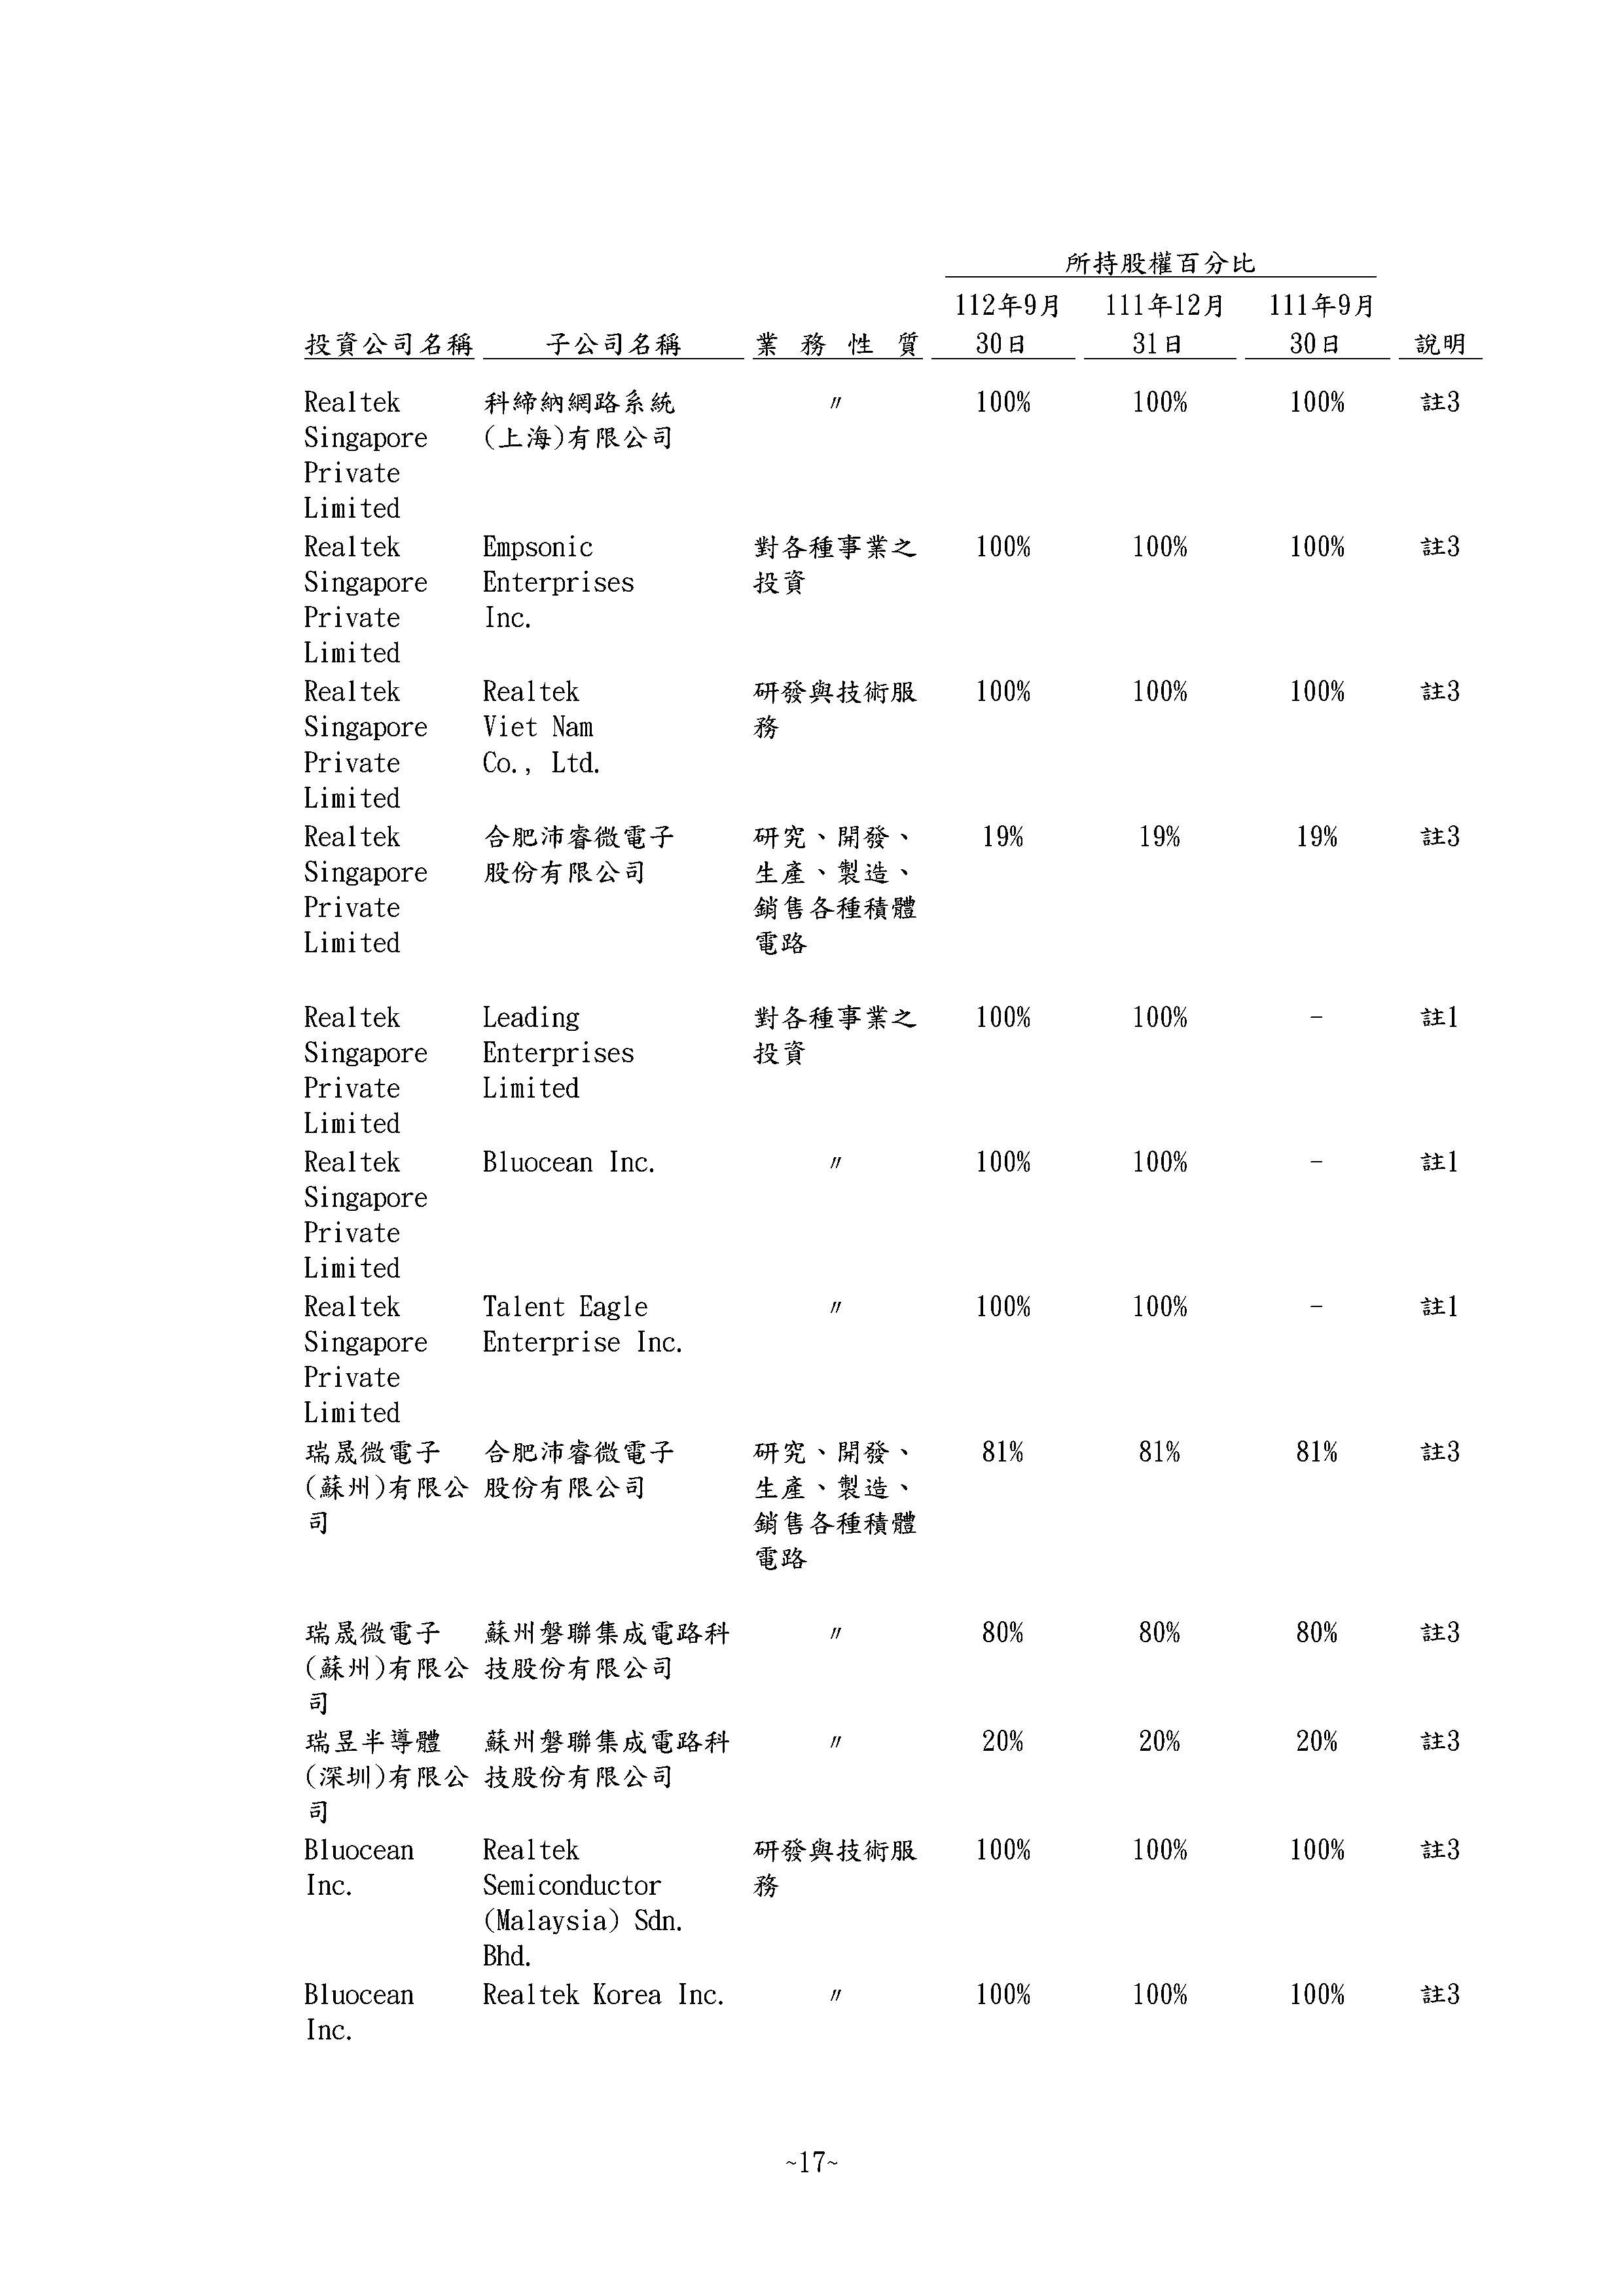 所持股權百分比
112年9月 111年12月 111年9月
投資公司名稱 子公司名稱 業務性質 30日 31日 30日 說明
Realtek 科締納網路系統 〃 100% 100% 100% 註3
Singapore (上海)有限公司
Private
Limited
Realtek Empsonic 對各種事業之 100% 100% 100% 註3
Singapore Enterprises 投資
Private Inc.
Limited
Realtek Realtek 研發與技術服 100% 100% 100% 註3
Singapore Viet Nam 務
Private Co., Ltd.
Limited
Realtek 合肥沛睿微電子 研究、開發、 19% 19% 19% 註3
Singapore 股份有限公司 生產、製造、
Private 銷售各種積體
Limited 電路
Realtek Leading 對各種事業之 100% 100% - 註1
Singapore Enterprises 投資
Private Limited
Limited
Realtek Bluocean Inc. 〃 100% 100% - 註1
Singapore
Private
Limited
Realtek Talent Eagle 〃 100% 100% - 註1
Singapore Enterprise Inc.
Private
Limited
瑞晟微電子 合肥沛睿微電子 研究、開發、 81% 81% 81% 註3
(蘇州)有限公 股份有限公司 生產、製造、
司 銷售各種積體
電路
瑞晟微電子 蘇州磐聯集成電路科 〃 80% 80% 80% 註3
(蘇州)有限公 技股份有限公司
司
瑞昱半導體 蘇州磐聯集成電路科 〃 20% 20% 20% 註3
(深圳)有限公 技股份有限公司
司
Bluocean Realtek 研發與技術服 100% 100% 100% 註3
Inc. Semiconductor 務
(Malaysia) Sdn.
Bhd.
Bluocean Realtek Korea Inc. 〃 100% 100% 100% 註3
Inc.
~17~